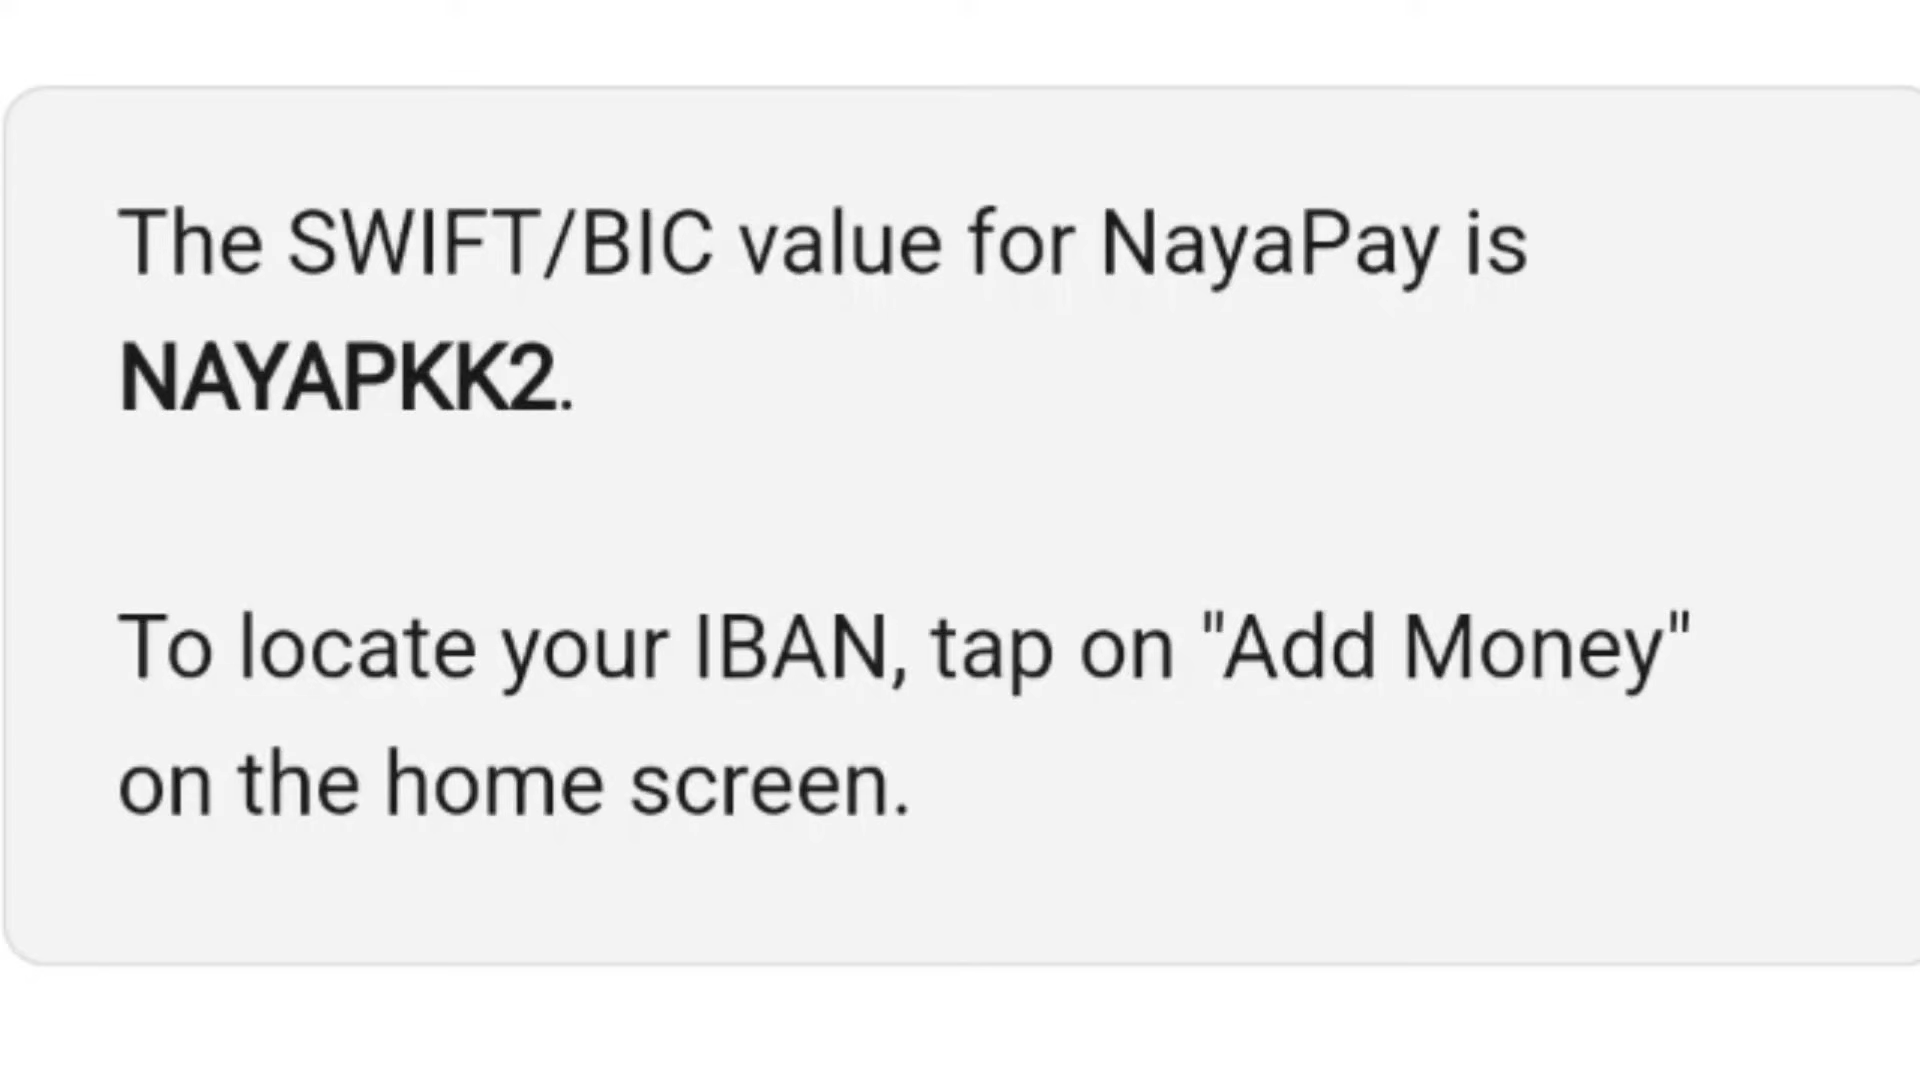 The SWIFT/BIC value for NayaPay is
NAYAPKK2.
To locate your IBAN, tap on "Add Money"
on the home screen.